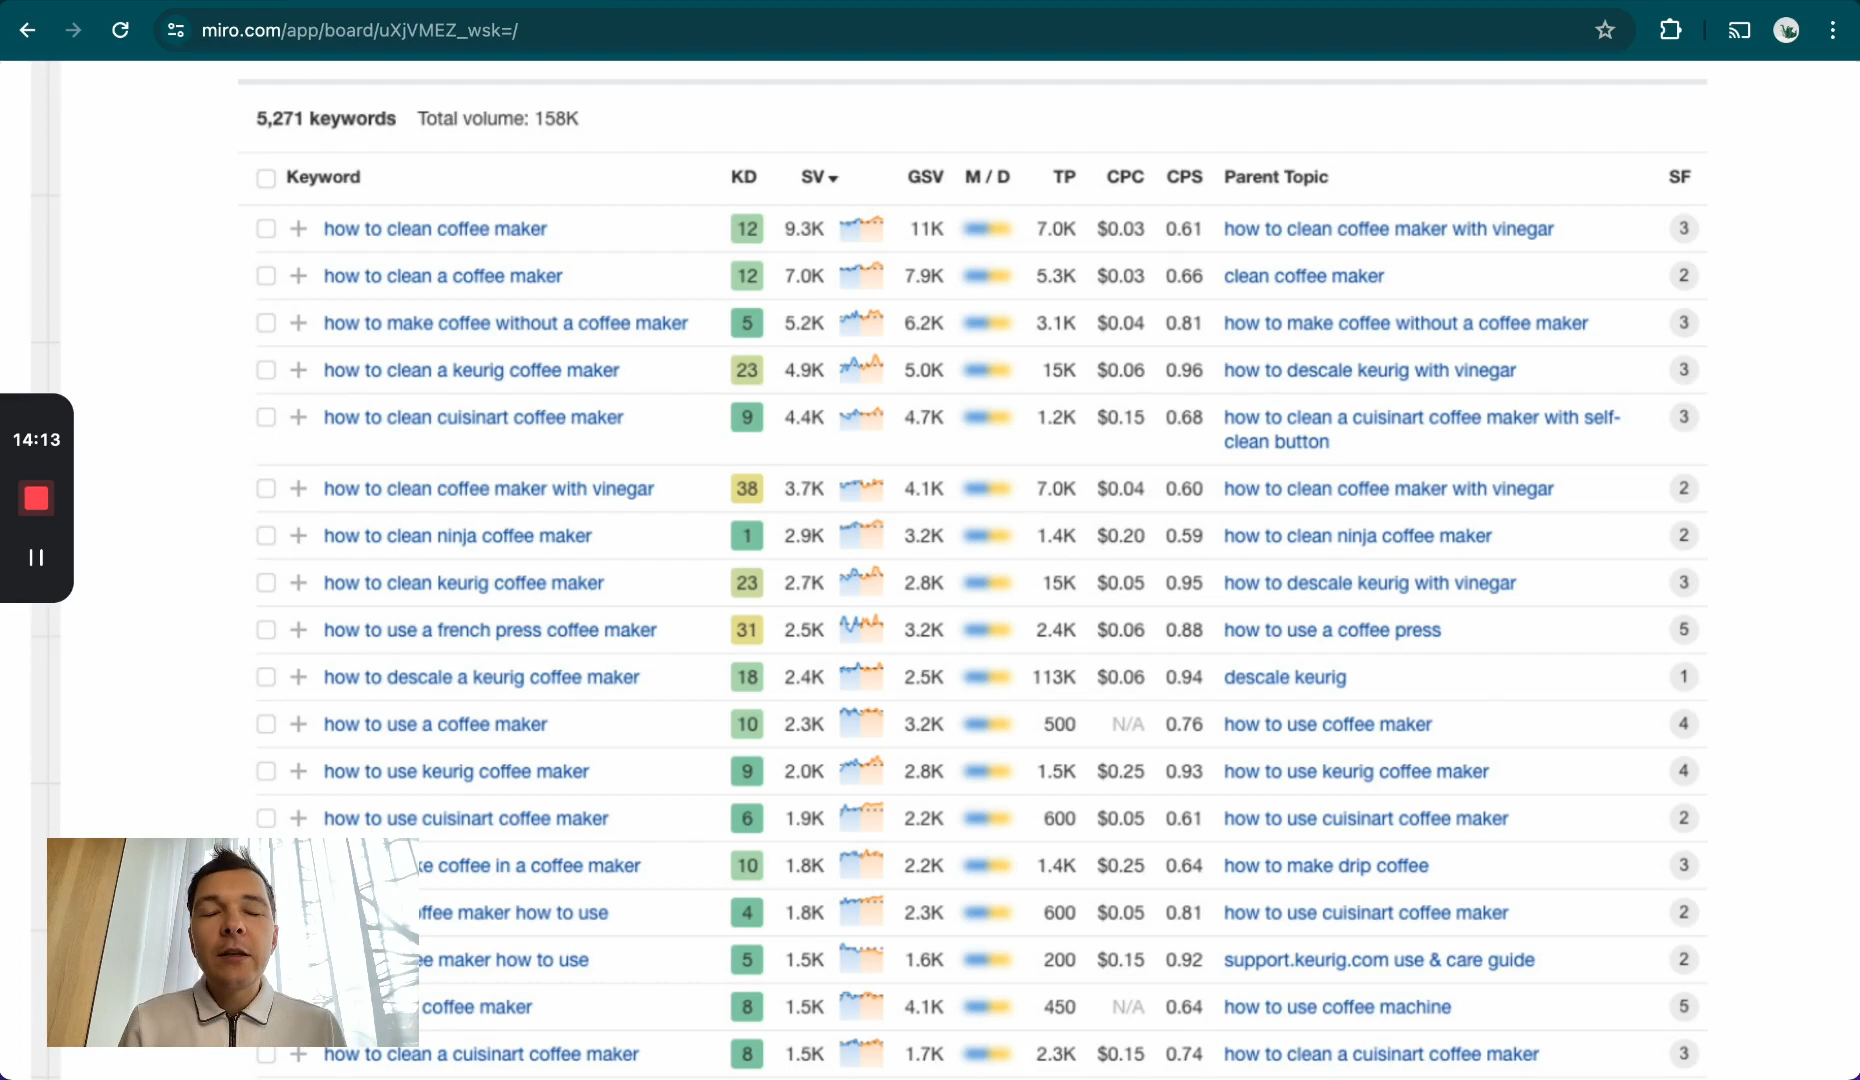 miro.com/app/board/uXjVMEZ_wsk=/
5,271 keywords Total volume: 158K
Keyword KD SV GSV M / D TP CPC CPS Parent Topic SF
how to clean coffee maker 12 9.3K 11K 7.0K $0.03 0.61 how to clean coffee maker with vinegar 3
how to clean a coffee maker 12 7.0K 7.9K 5.3K $0.03 0.66 clean coffee maker 2
how to make coffee without a coffee maker 5 5.2K 6.2K 3.1K $0.04 0.81 how to make coffee without a coffee maker 3
how to clean a keurig coffee maker 23 4.9K 5.0K 15K $0.06 0.96 how to descale keurig with vinegar 3
how to clean cuisinart coffee maker 9 4.4K 4.7K 1.2K $0.15 0.68 how to clean a cuisinart coffee maker with self-
clean button
14:13
how to clean coffee maker with vinegar 38 3.7K 4.1K 7.0K $0.04 0.60 how to clean coffee maker with vinegar 2
how to clean ninja coffee maker 1 2.9K 3.2K 1.4K $0.20 0.59 how to clean ninja coffee maker 2
how to clean keurig coffee maker 23 2.7K 2.8K 15K $0.05 0.95 how to descale keurig with vinegar 3
how to use a french press coffee maker 31 2.5K 3.2K 2.4K $0.06 0.88 how to use a coffee press 5
how to descale a keurig coffee maker 18 2.4K 2.5K 113K $0.06 0.94 descale keurig 1
how to use a coffee maker 10 2.3K 3.2K 500 N/A 0.76 how to use coffee maker 4
how to use keurig coffee maker 9 2.0K 2.8K 1.5K $0.25 0.93 how to use keurig coffee maker 4
how to use cuisinart coffee maker 6 1.9K 2.2K 600 $0.05 0.61 how to use cuisinart coffee maker 2
ke coffee in a coffee maker 10 1.8K 2.2K 1.4K $0.25 0.64 how to make drip coffee 3
ffee maker how to use 4 1.8K 2.3K 600 $0.05 0.81 how to use cuisinart coffee maker 2
ee maker how to use 5 1.5K 1.6K 200 $0.15 0.92 support.keurig.com use & care guide 2
coffee maker 8 1.5K 4.1K 450 N/A 0.64 how to use coffee machine 5
how to clean a cuisinart coffee maker 8 1.5K 1.7K 2.3K $0.15 0.74 how to clean a cuisinart coffee maker 3